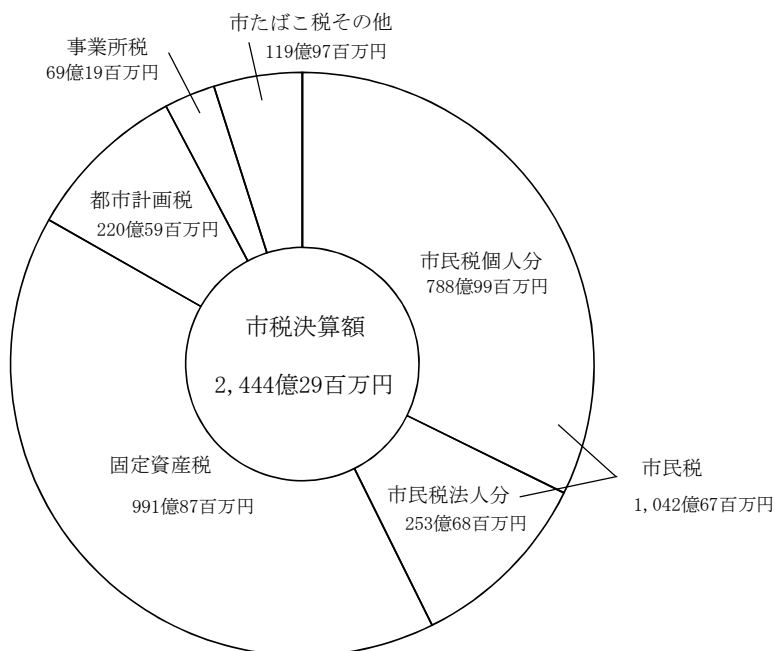 市たばこ税その他
119億97百万円
事業所税
69億19百万円
都市計画税
220億59百万円
市民税個人分
788億99百万円
市税決算額
2,444億29百万円
固定資産税
991億87百万円
市民税法人分
253億68百万円
市民税
1,042億67百万円